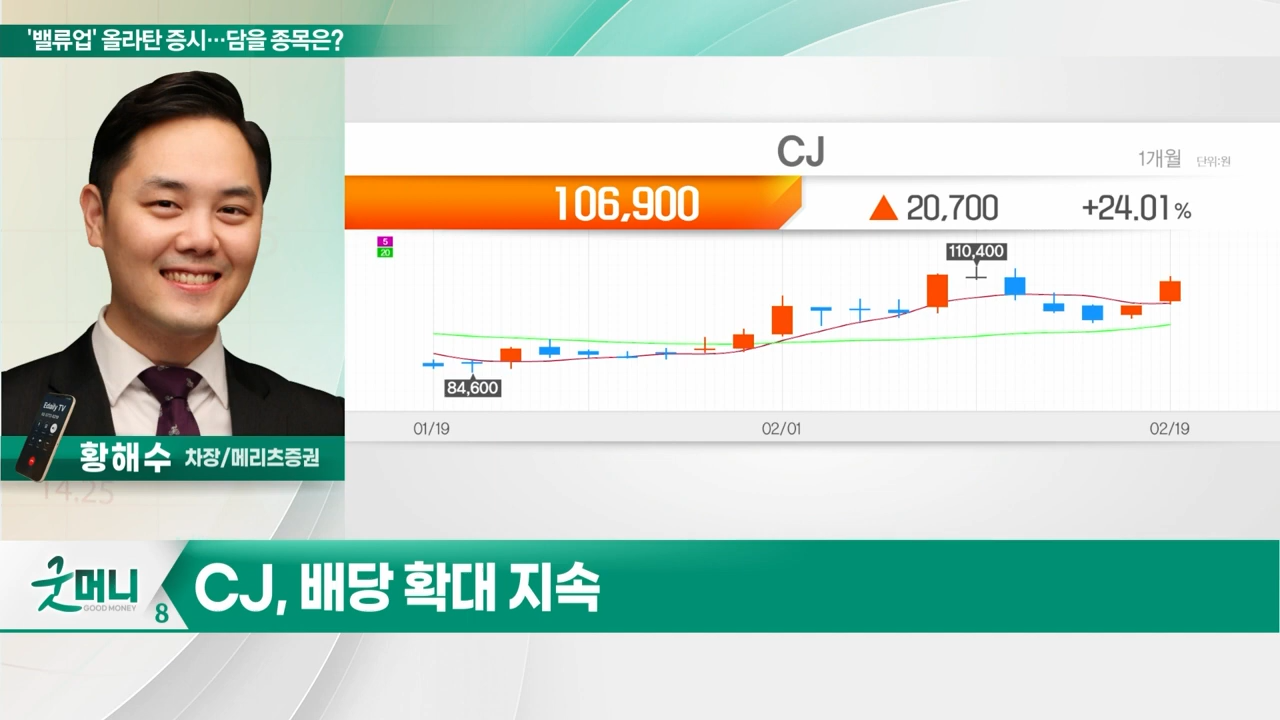 '밸류업' 올라탄 증시…담을 종목은?
CJ
1개월 단위:원
106,900 ▲ 20,700 +24.01%
5
20
110,400
84,600
01/19 02/01 02/19
Edaily TV
황해수 차장/메리츠증권
14.25
굿머니 CJ, 배당 확대 지속
GOOD MONEY
8